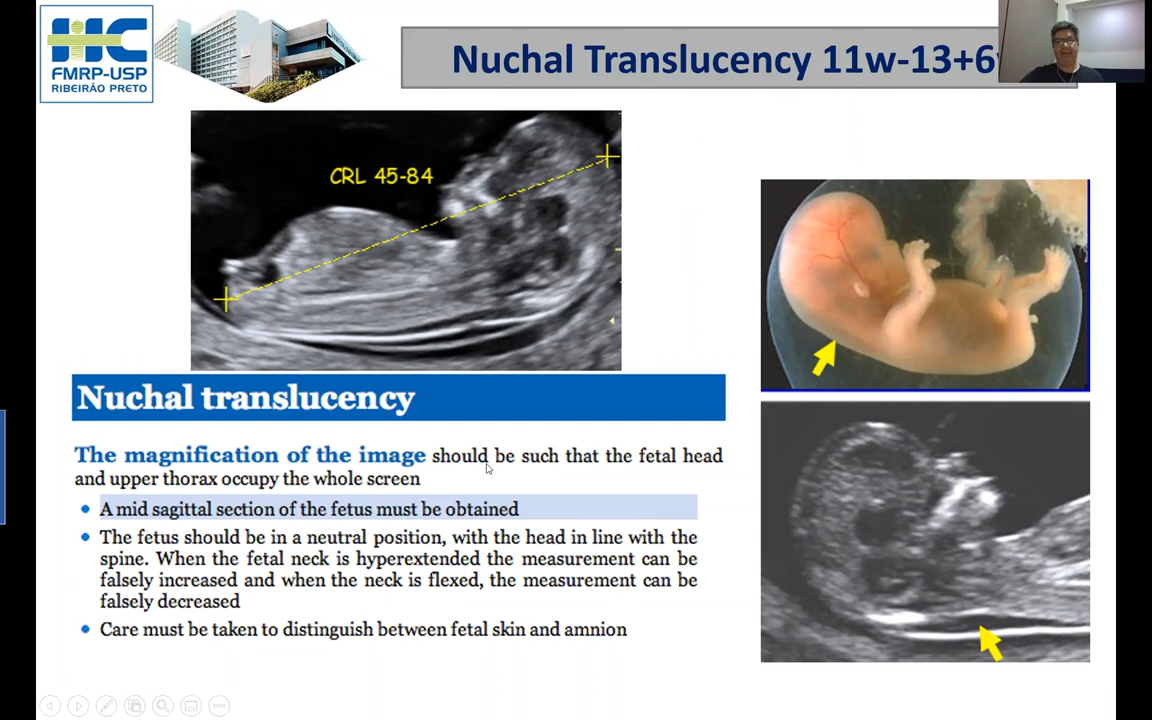 HC
FMRP-USP
RIBEIRÃO PRETO
Nuchal Translucency 11w-13+6
CRL 45-84
Nuchal translucency
The magnification of the image should be such that the fetal head
and upper thorax occupy the whole screen
• A mid sagittal section of the fetus must be obtained
• The fetus should be in a neutral position, with the head in line with the
spine. When the fetal neck is hyperextended the measurement can be
falsely increased and when the neck is flexed, the measurement can be
falsely decreased
• Care must be taken to distinguish between fetal skin and amnion